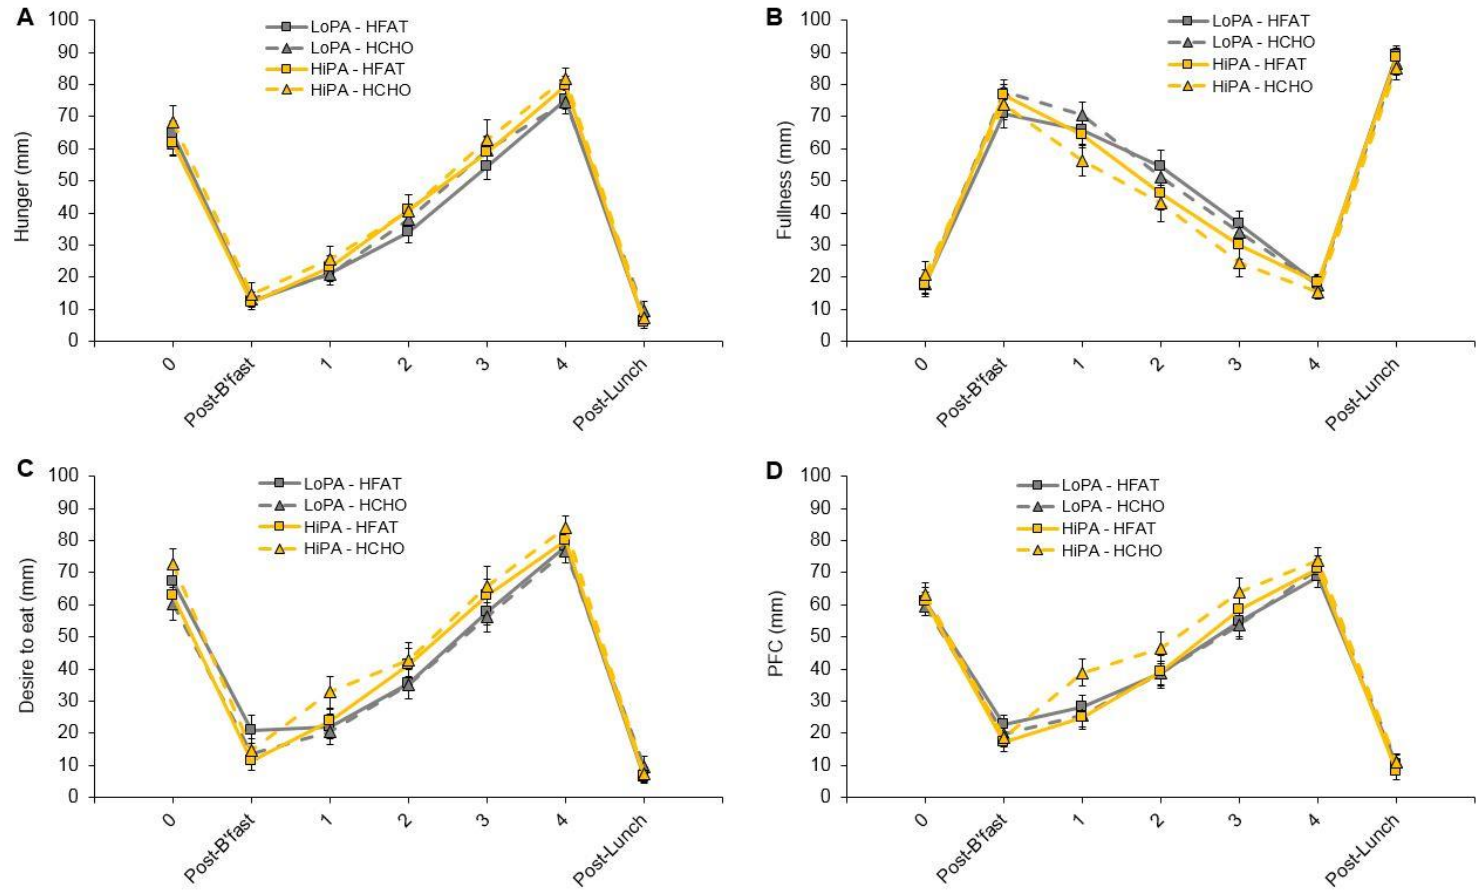 A
Hunger (mm)
100
90
80
70
60
50
40
30
20
10
0
LoPA - HFAT
LoPA - HCHO
HiPA - HFAT
HiPA - HCHO
0
Post-B'fast
1
2
3
4
Post-Lunch
B
Fullness (mm)
100
90
80
70
60
50
40
30
20
10
0
LoPA - HFAT
LoPA - HCHO
HiPA - HFAT
HiPA - HCHO
0
Post-B'fast
1
2
3
4
Post-Lunch
C
Desire to eat (mm)
100
90
80
70
60
50
40
30
20
10
0
LoPA - HFAT
LoPA - HCHO
HiPA - HFAT
HiPA - HCHO
0
Post-B'fast
1
2
3
4
Post-Lunch
D
PFC (mm)
100
90
80
70
60
50
40
30
20
10
0
LoPA - HFAT
LoPA - HCHO
HiPA - HFAT
HiPA - HCHO
0
Post-B'fast
1
2
3
4
Post-Lunch